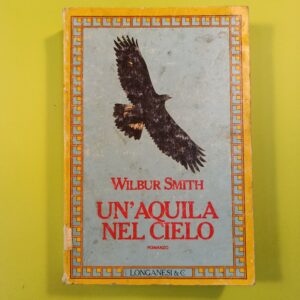 WILBUR SMITH
UN'AQUILA
NEL CIELO
ROMANZO
LONGANESI & C